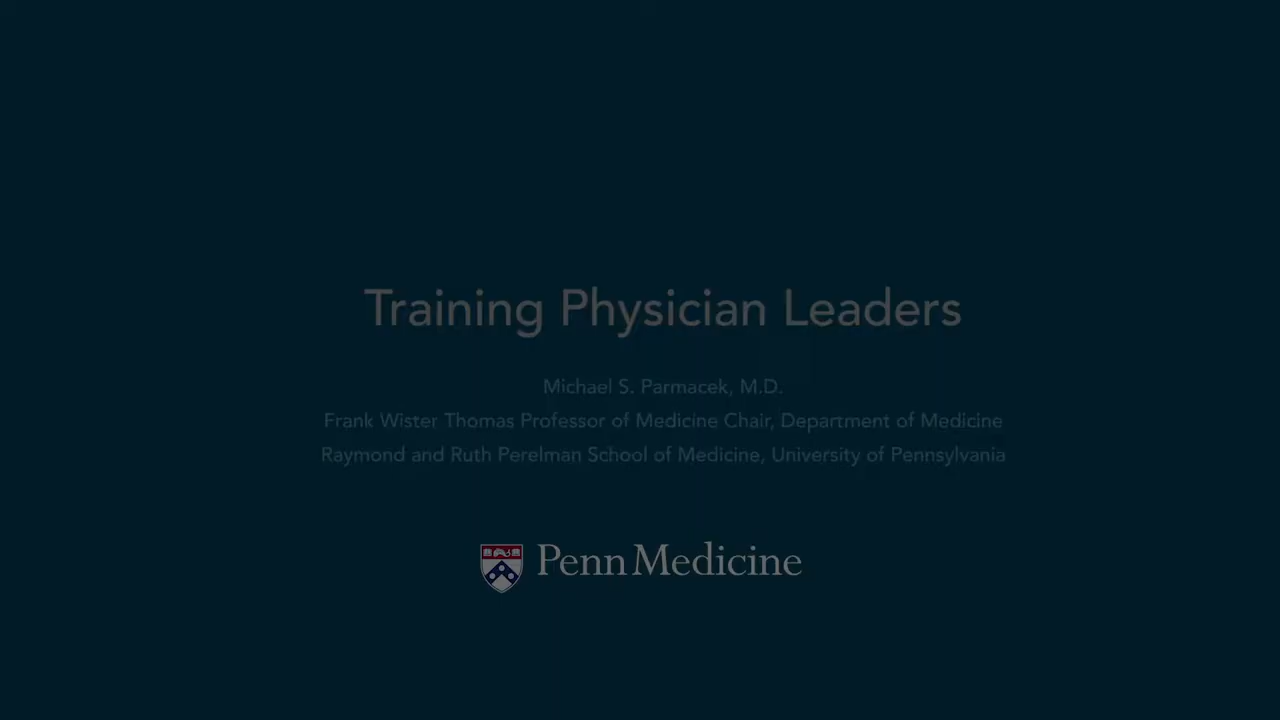 Training Physician Leaders
Michael S. Parmacek, M.D.
Frank Wister Thomas Professor of Medicine Chair, Department of Medicine
Raymond and Ruth Perelman School of Medicine, University of Pennsylvania
Penn Medicine